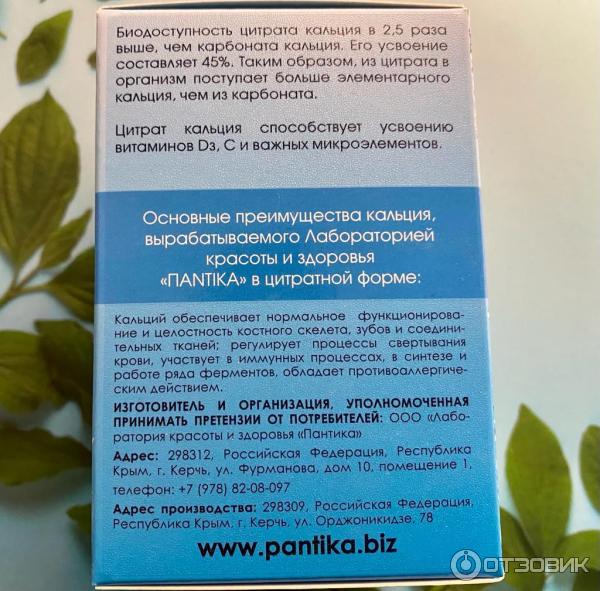 Биодоступность цитрата кальция в 2,5 раза
выше, чем карбоната кальция. Его усвоение
составляет 45%. Таким образом, из цитрата в
организм поступает больше элементарного
кальция, чем из карбоната.
Цитрат кальция способствует усвоению
витаминов D₃, С и важных микроэлементов.
Основные преимущества кальция,
вырабатываемого Лабораторией
красоты и здоровья
«ПАNTIKA» в цитратной форме:
Кальций обеспечивает нормальное функционирова-
ние и целостность костного скелета, зубов и соедини-
тельных тканей; регулирует процессы свертывания
крови, участвует в иммунных процессах, в синтезе и
работе ряда ферментов, обладает противоаллергиче-
ским действием.
ИЗГОТОВИТЕЛЬ И ОРГАНИЗАЦИЯ, УПОЛНОМОЧЕННАЯ
ПРИНИМАТЬ ПРЕТЕНЗИИ ОТ ПОТРЕБИТЕЛЕЙ: ООО «Лабо-
ратория красоты и здоровья «Пантика»
Адрес: 298312, Российская Федерация, Республика
Крым, г. Керчь, ул. Фурманова, дом 10, помещение 1,
телефон: +7 (978) 82-08-097
Адрес производства: 298309, Российская Федерация,
Республика Крым, г. Керчь, ул. Орджоникидзе, 78
www.pantika.biz
ОТЗОВИК